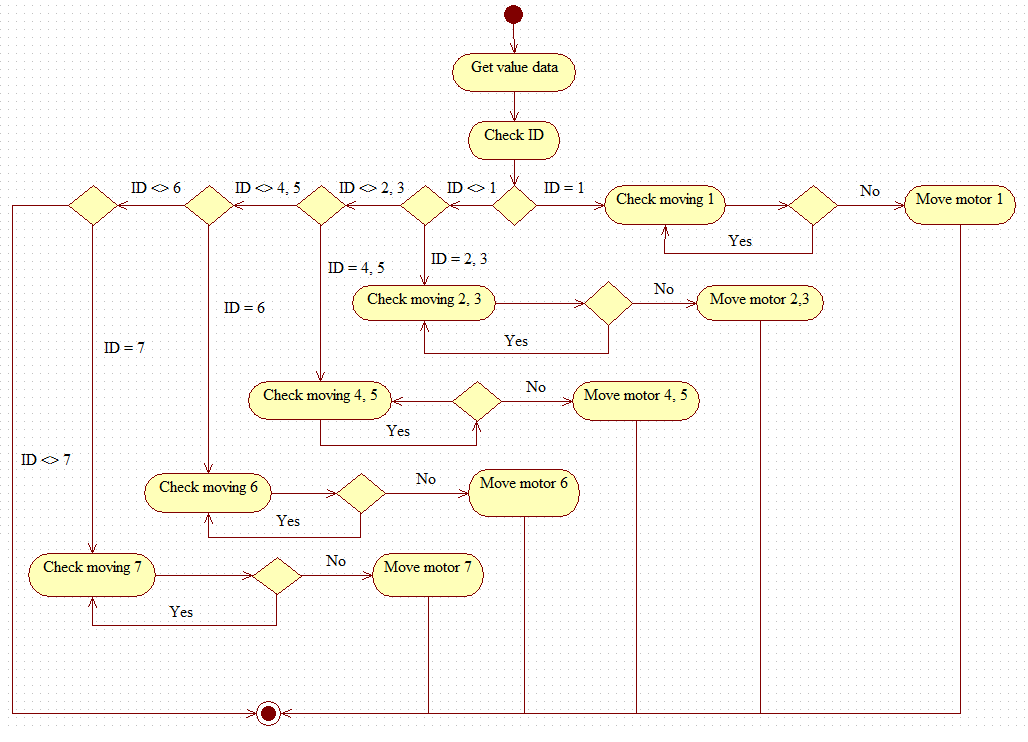 Get value data
Check ID
ID <> 6
ID <> 4, 5
ID <> 2, 3
ID <> 1
ID = 1
Check moving 1
No
Move motor 1
Yes
ID = 2, 3
ID = 4, 5
Check moving 2, 3
No
Move motor 2,3
ID = 6
Yes
ID = 7
Check moving 4, 5
No
Move motor 4, 5
Yes
ID <> 7
Check moving 6
No
Move motor 6
Yes
Check moving 7
No
Move motor 7
Yes